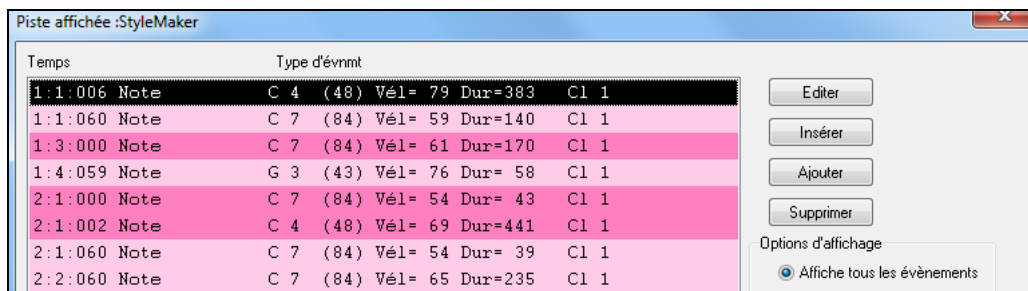 Piste affichée :StyleMaker
Temps Type d'évnmt
1:1:006 Note C 4 (48) Vél= 79 Dur=383 Cl 1
1:1:060 Note C 7 (84) Vél= 59 Dur=140 Cl 1
1:3:000 Note C 7 (84) Vél= 61 Dur=170 Cl 1
1:4:059 Note G 3 (43) Vél= 76 Dur= 58 Cl 1
2:1:000 Note C 7 (84) Vél= 54 Dur= 43 Cl 1
2:1:002 Note C 4 (48) Vél= 69 Dur=441 Cl 1
2:1:060 Note C 7 (84) Vél= 54 Dur= 39 Cl 1
2:2:060 Note C 7 (84) Vél= 65 Dur=235 Cl 1
Editer
Insérer
Ajouter
Supprimer
Options d'affichage
Affiche tous les évènements